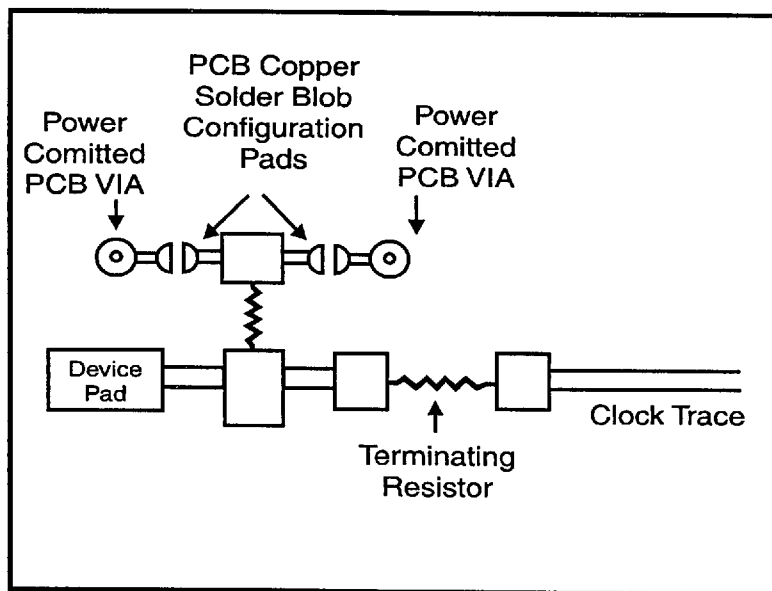 PCB Copper
Solder Blob
Configuration
Pads
Power
Comitted
PCB VIA
Power
Comitted
PCB VIA
Device
Pad
Clock Trace
Terminating
Resistor